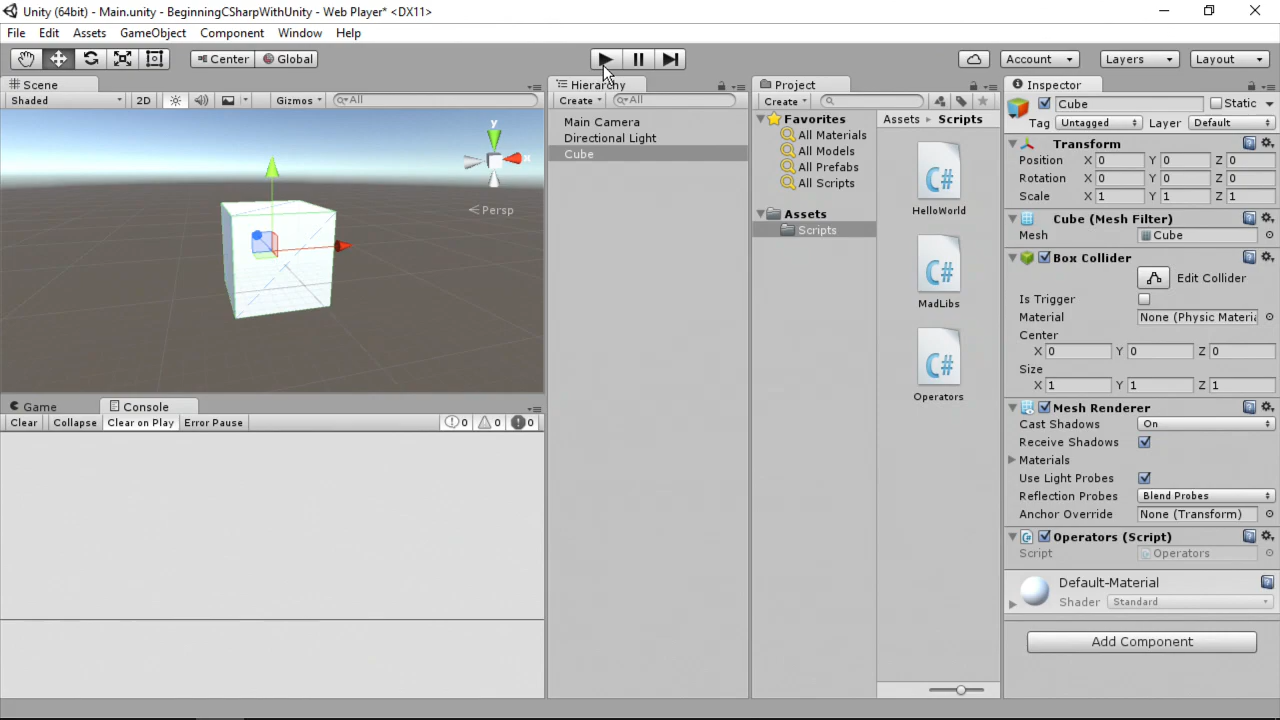 Unity (64bit) - Main.unity - BeginningCSharpWithUnity - Web Player* <DX11>
File Edit Assets GameObject Component Window Help
Center Global Account Layers Layout
Scene
Shaded 2D Gizmos All
y
x
Persp
Game Console
Clear Collapse Clear on Play Error Pause 0 0 0
Hierarchy
Create All
Main Camera
Directional Light
Cube
Project
Create
Favorites
All Materials
All Models
All Prefabs
All Scripts
Assets
Scripts
Assets Scripts
C#
HelloWorld
C#
MadLibs
C#
Operators
Inspector
Cube Static
Tag Untagged Layer Default
Transform
Position X 0 Y 0 Z 0
Rotation X 0 Y 0 Z 0
Scale X 1 Y 1 Z 1
Cube (Mesh Filter)
Mesh Cube
Box Collider
Edit Collider
Is Trigger
Material None (Physic Materia
Center
X 0 Y 0 Z 0
Size
X 1 Y 1 Z 1
Mesh Renderer
Cast Shadows On
Receive Shadows
Materials
Use Light Probes
Reflection Probes Blend Probes
Anchor Override None (Transform)
Operators (Script)
Script Operators
Default-Material
Shader Standard
Add Component